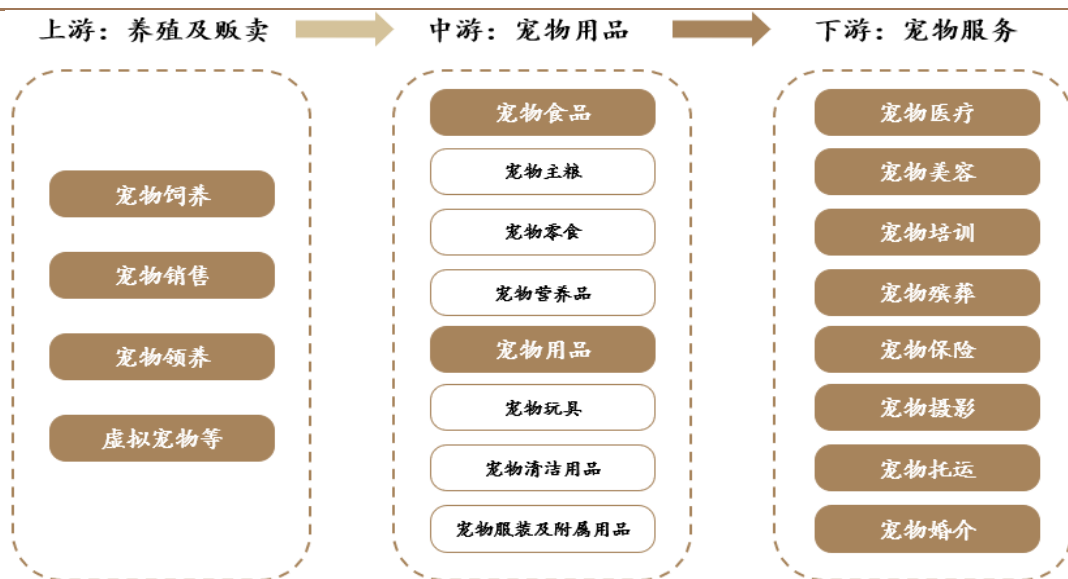 上游：养殖及贩卖
中游：宠物用品
下游：宠物服务
宠物饲养
宠物销售
宠物领养
虚拟宠物等
宠物食品
宠物主粮
宠物零食
宠物营养品
宠物用品
宠物玩具
宠物清洁用品
宠物服装及附属用品
宠物医疗
宠物美容
宠物培训
宠物殡葬
宠物保险
宠物摄影
宠物托运
宠物婚介